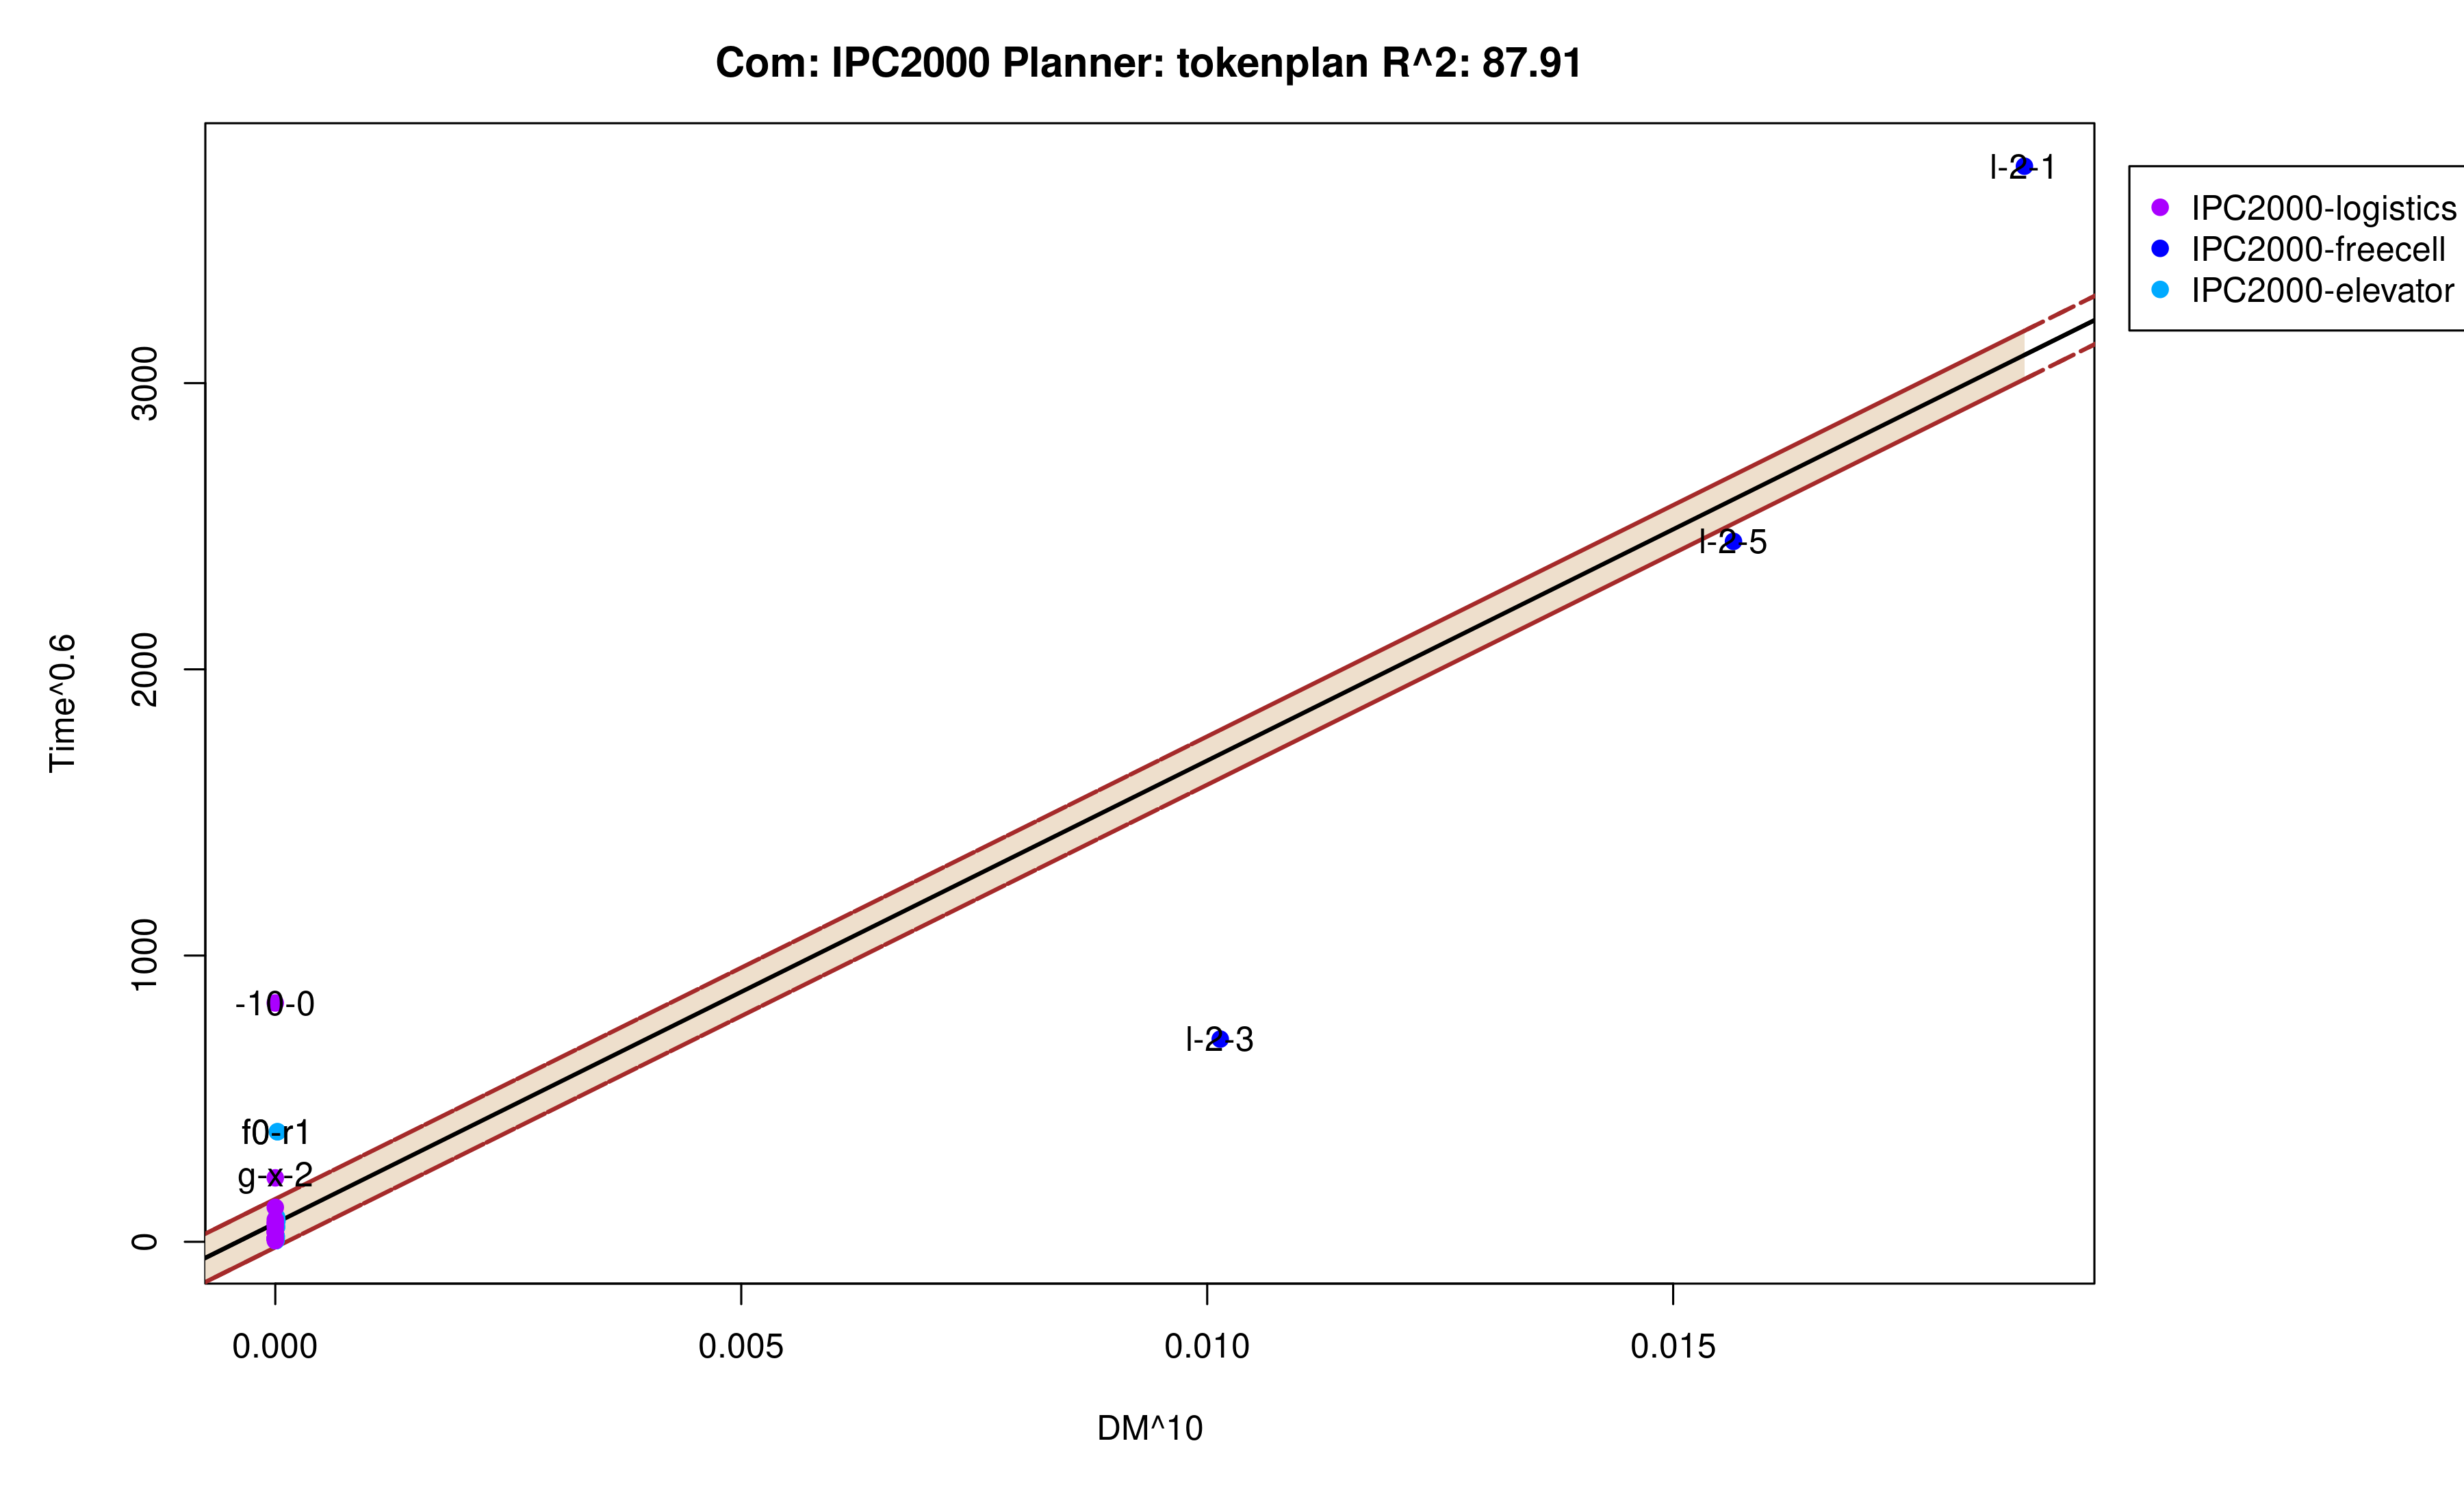 Com: IPC2000 Planner: tokenplan R^2: 87.91
l-2-1
IPC2000-logistics
IPC2000-freecell
IPC2000-elevator
3000
l-2-5
2000
Time^0.6
1000
-10-0
l-2-3
f0-r1
g-x-2
0
0.000
0.005
0.010
0.015
DM^10